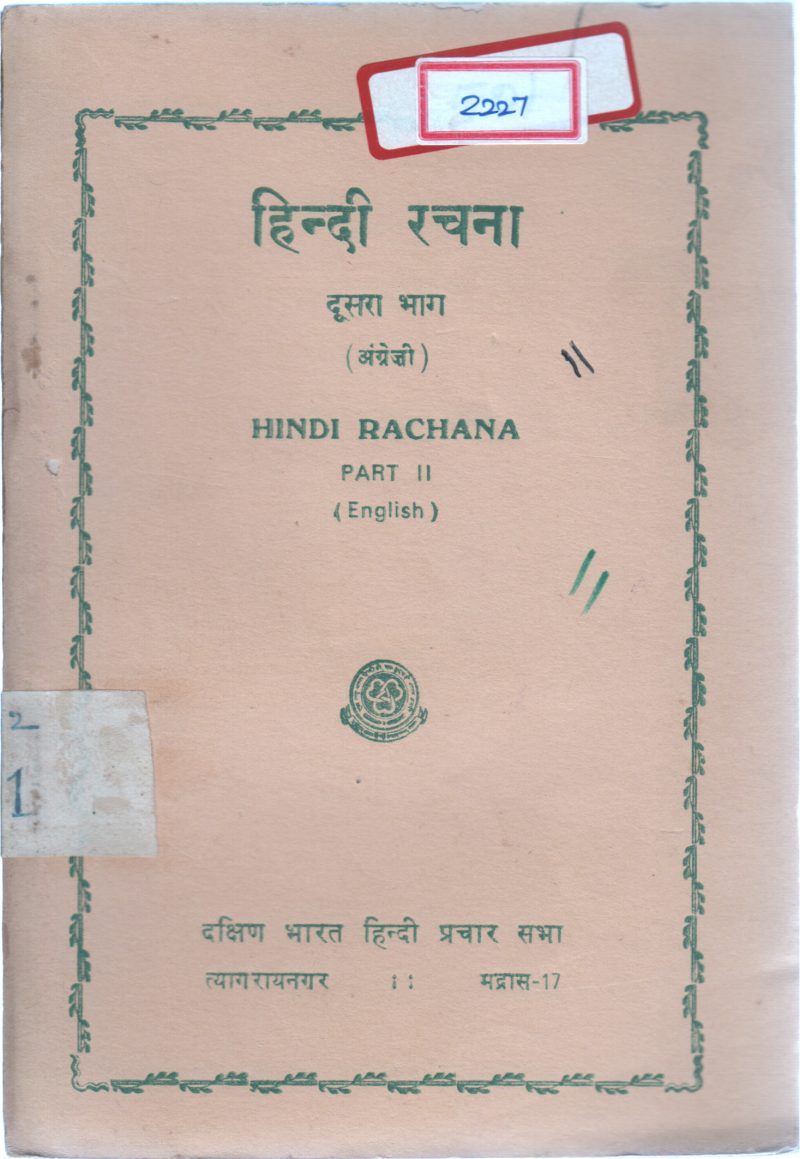 2227
हिन्दी रचना
दूसरा भाग
(अंग्रेज़ी)
HINDI RACHANA
PART II
(English)
2
1
दक्षिण भारत हिन्दी प्रचार सभा
त्यागरायनगर :: मद्रास-17